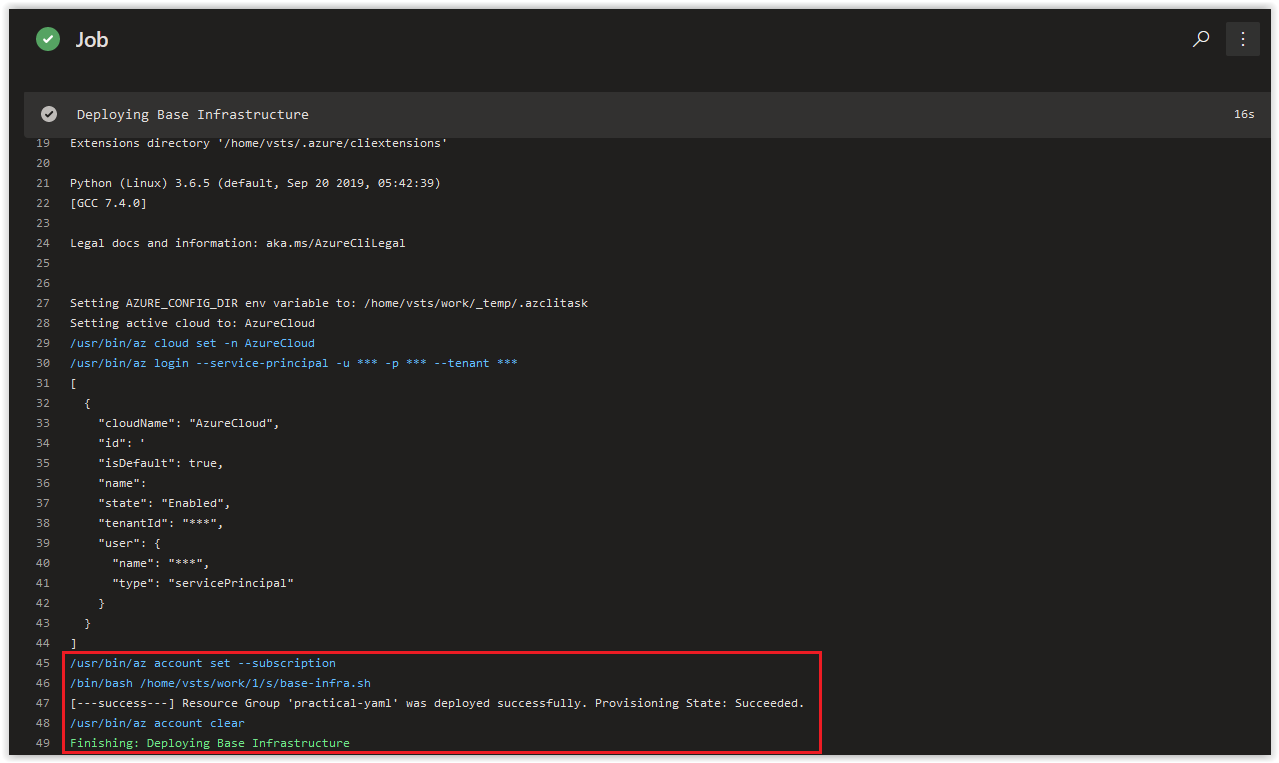 Job
Deploying Base Infrastructure 16s
19 Extensions directory '/home/vsts/.azure/cliextensions'
20
21 Python (Linux) 3.6.5 (default, Sep 20 2019, 05:42:39)
22 [GCC 7.4.0]
23
24 Legal docs and information: aka.ms/AzureCliLegal
25
26
27 Setting AZURE_CONFIG_DIR env variable to: /home/vsts/work/_temp/.azclitask
28 Setting active cloud to: AzureCloud
29 /usr/bin/az cloud set -n AzureCloud
30 /usr/bin/az login --service-principal -u *** -p *** --tenant ***
31 [
32 {
33 "cloudName": "AzureCloud",
34 "id": '
35 "isDefault": true,
36 "name":
37 "state": "Enabled",
38 "tenantId": "***",
39 "user": {
40 "name": "***",
41 "type": "servicePrincipal"
42 }
43 }
44 ]
45 /usr/bin/az account set --subscription
46 /bin/bash /home/vsts/work/1/s/base-infra.sh
47 [---success---] Resource Group 'practical-yaml' was deployed successfully. Provisioning State: Succeeded.
48 /usr/bin/az account clear
49 Finishing: Deploying Base Infrastructure